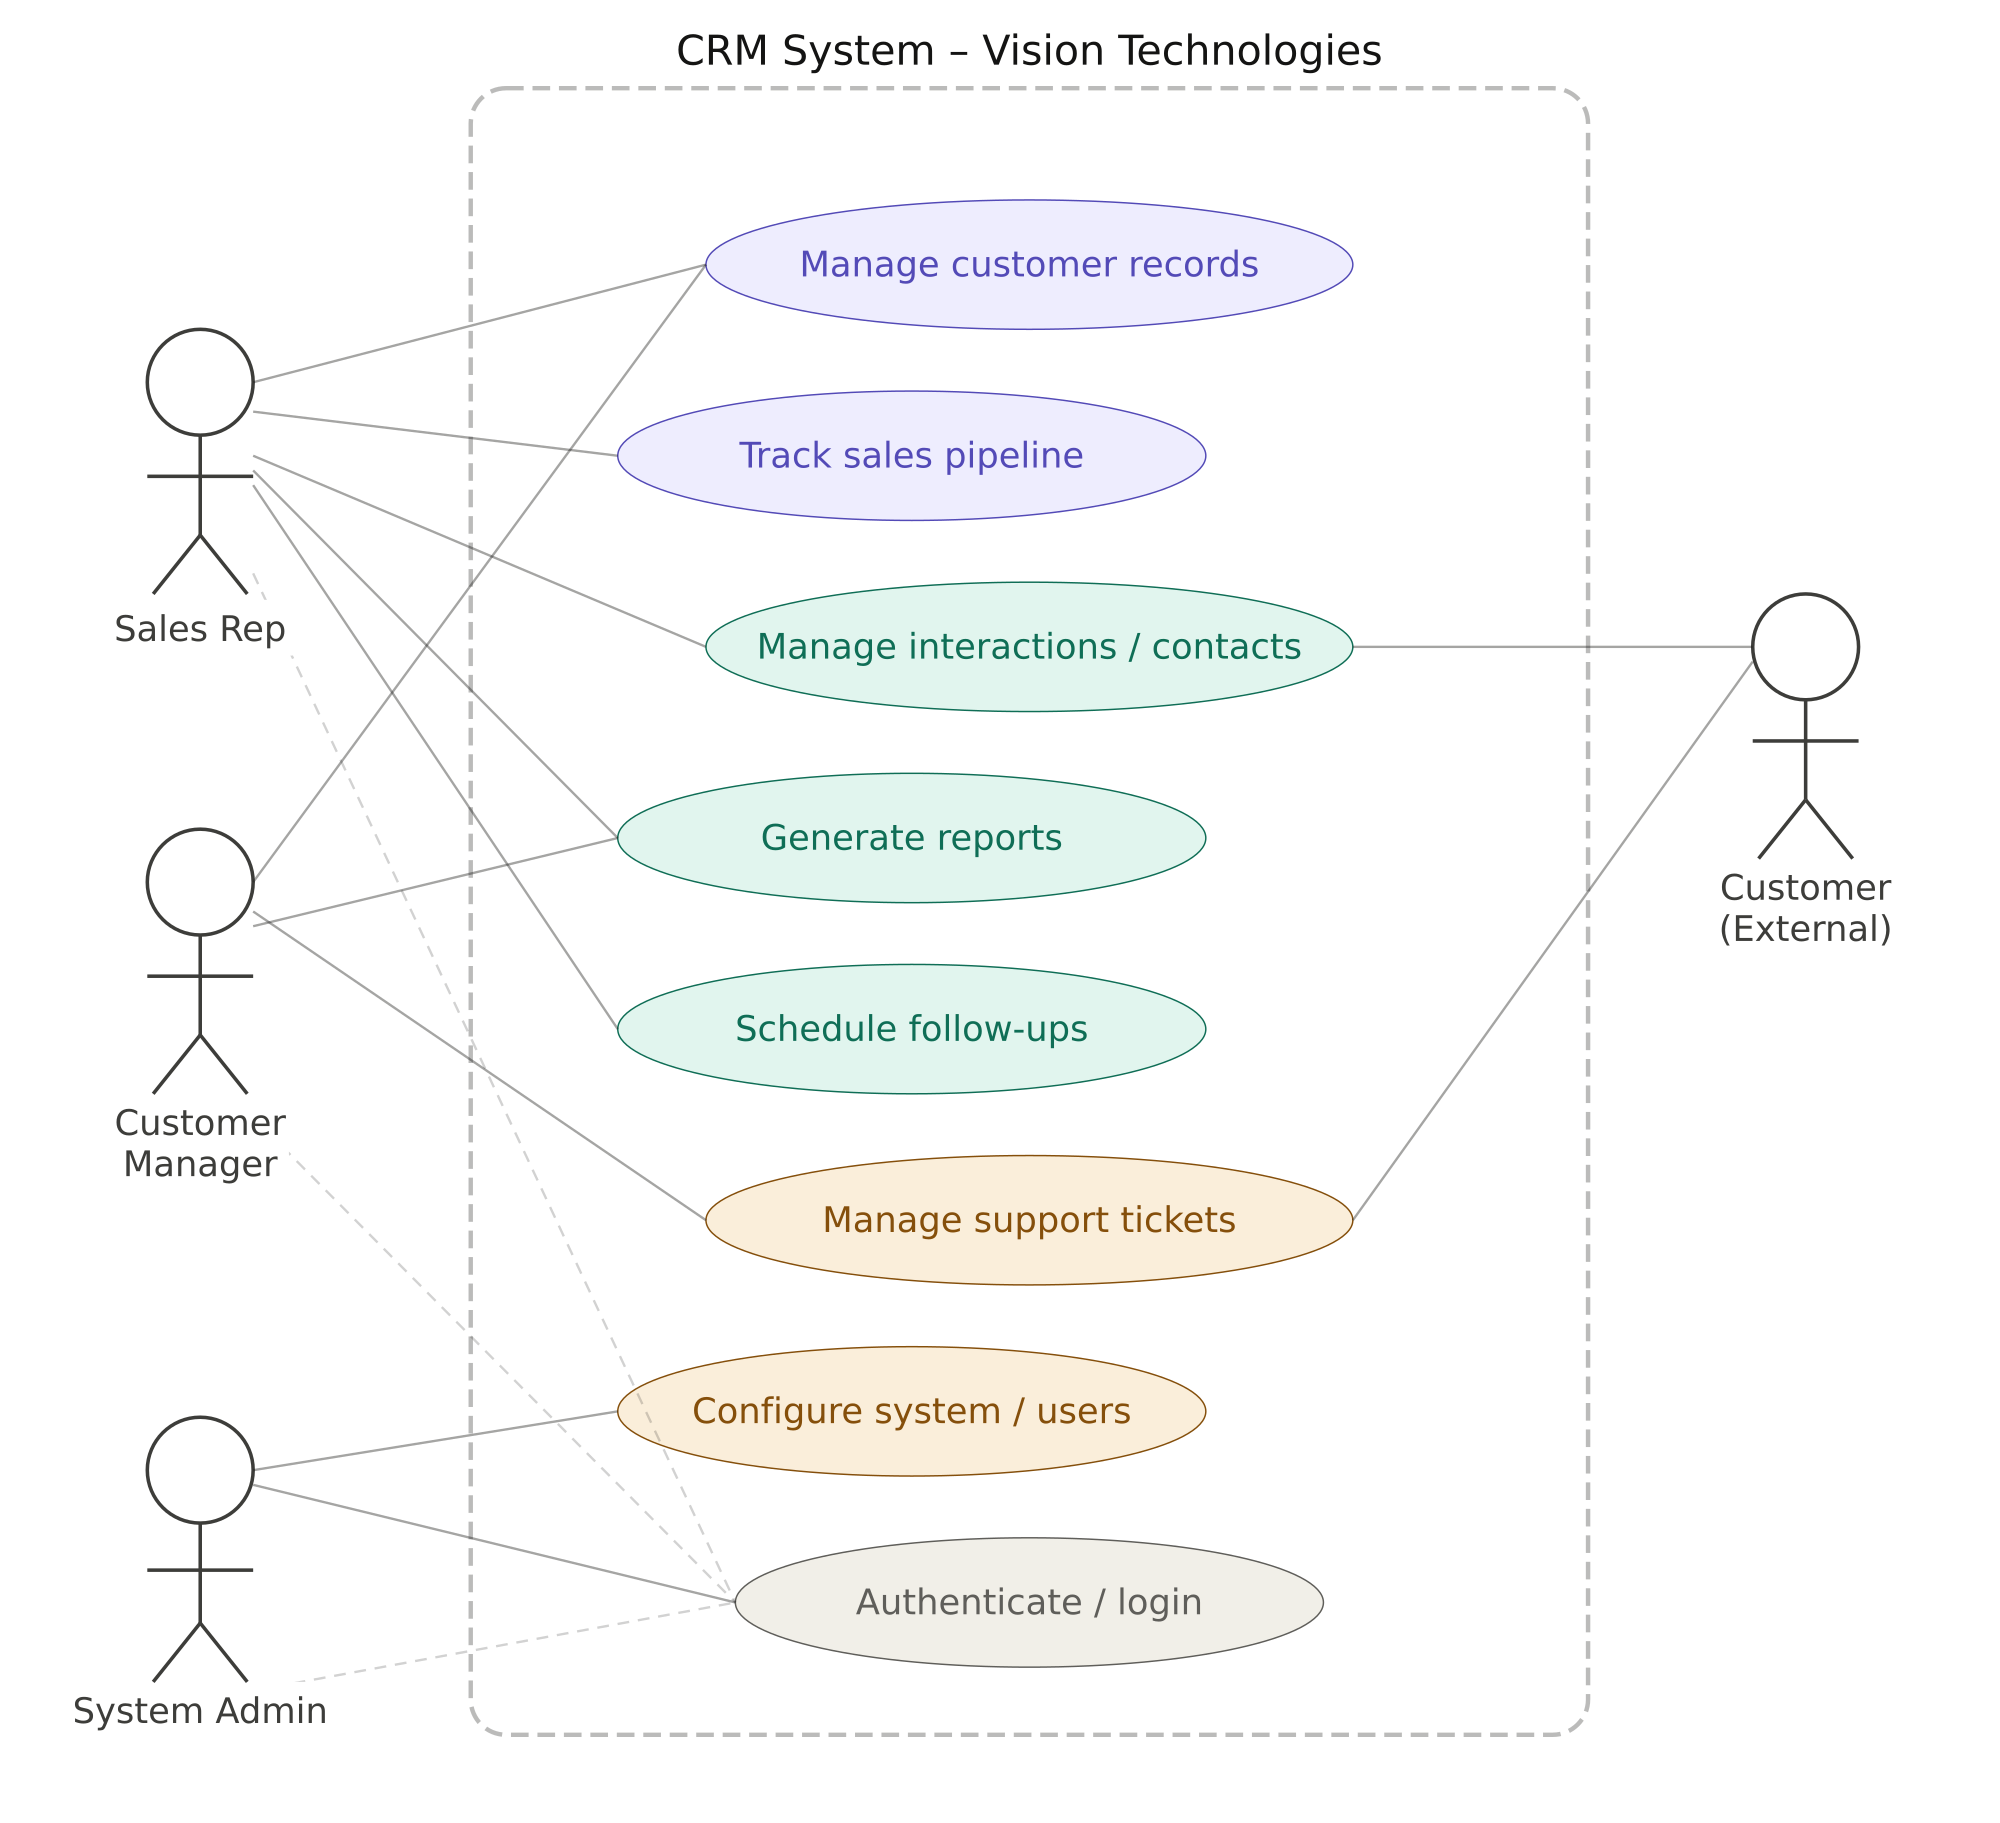 CRM System – Vision Technologies
Manage customer records
Track sales pipeline
Sales Rep
Manage interactions / contacts
Generate reports
Customer
(External)
Schedule follow-ups
Customer
Manager
Manage support tickets
Configure system / users
Authenticate / login
System Admin